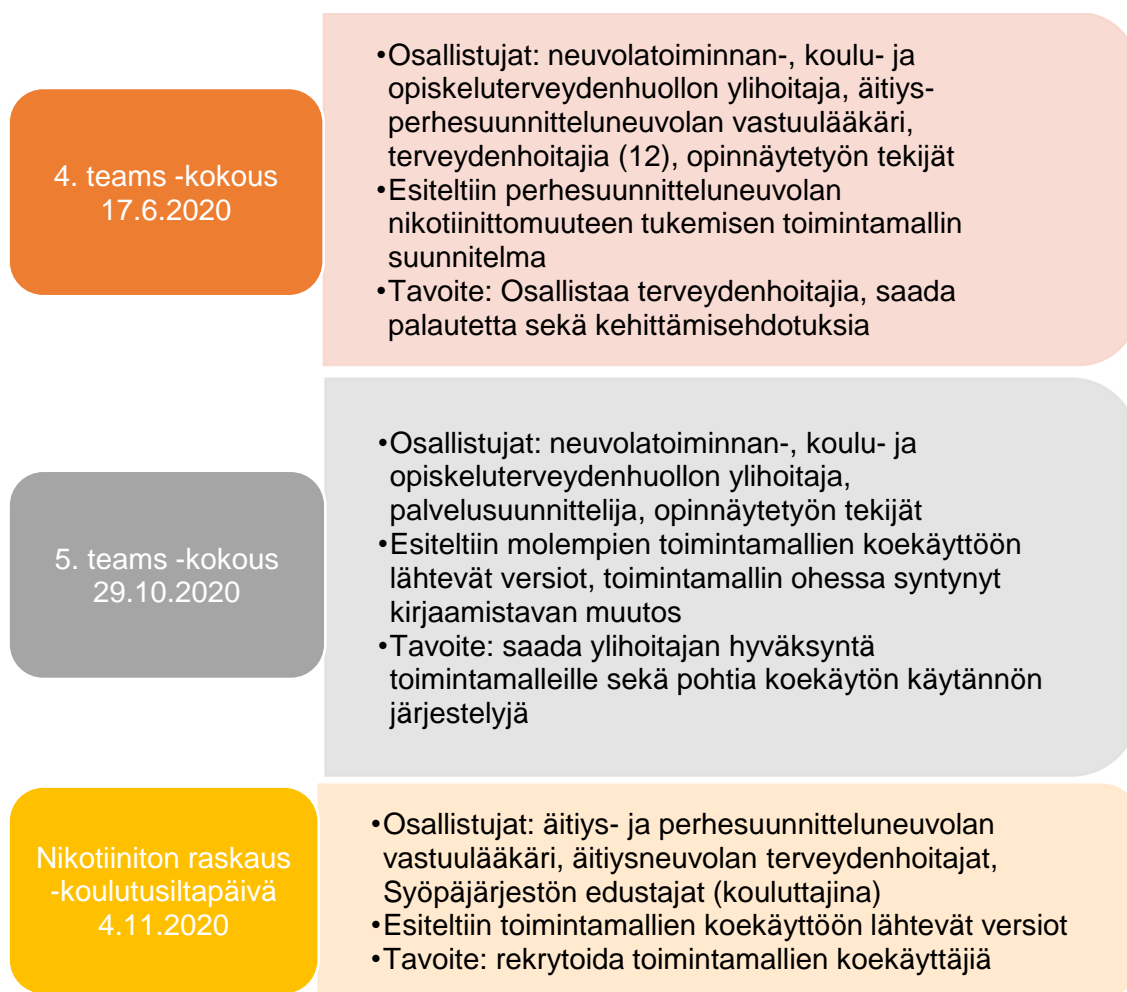 4. teams -kokous
17.6.2020
•Osallistujat: neuvolatoiminnan-, koulu- ja
opiskeluterveydenhuollon ylihoitaja, äitiys-
perhesuunnitteluneuvolan vastuulääkäri,
terveydenhoitajia (12), opinnäytetyön tekijät
•Esiteltiin perhesuunnitteluneuvolan
nikotiinittomuuteen tukemisen toimintamallin
suunnitelma
•Tavoite: Osallistaa terveydenhoitajia, saada
palautetta sekä kehittämisehdotuksia
5. teams -kokous
29.10.2020
•Osallistujat: neuvolatoiminnan-, koulu- ja
opiskeluterveydenhuollon ylihoitaja,
palvelusuunnittelija, opinnäytetyön tekijät
•Esiteltiin molempien toimintamallien koekäyttöön
lähtevät versiot, toimintamallin ohessa syntynyt
kirjaamistavan muutos
•Tavoite: saada ylihoitajan hyväksyntä
toimintamalleille sekä pohtia koekäytön käytännön
järjestelyjä
Nikotiiniton raskaus
-koulutusiltapäivä
4.11.2020
•Osallistujat: äitiys- ja perhesuunnitteluneuvolan
vastuulääkäri, äitiysneuvolan terveydenhoitajat,
Syöpäjärjestön edustajat (kouluttajina)
•Esiteltiin toimintamallien koekäyttöön lähtevät versiot
•Tavoite: rekrytoida toimintamallien koekäyttäjiä